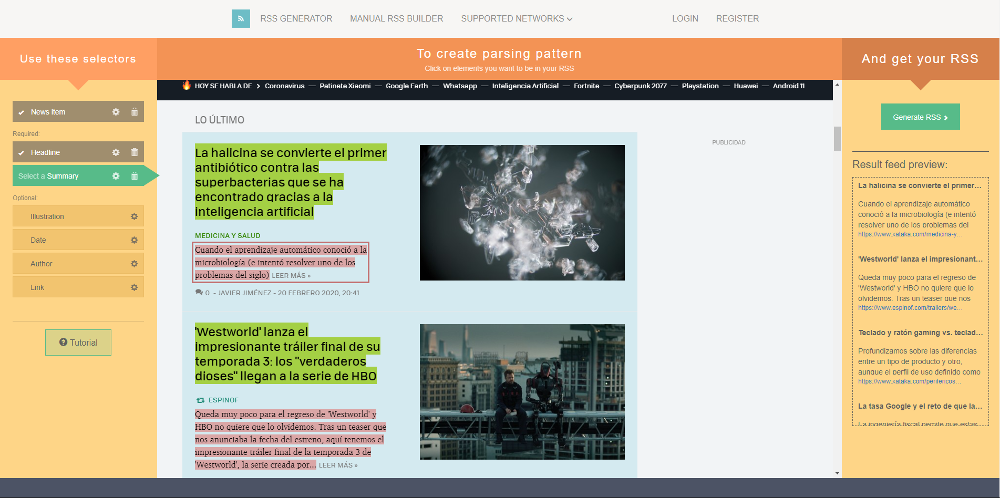 RSS GENERATOR MANUAL RSS BUILDER SUPPORTED NETWORKS LOGIN REGISTER
Use these selectors
To create parsing pattern
Click on elements you want to be in your RSS
And get your RSS
HOY SE HABLA DE Coronavirus — Patinete Xiaomi — Google Earth — Whatsapp — Inteligencia Artificial — Fortnite — Cyberpunk 2077 — Playstation — Huawei — Android 11
News item
Required:
Headline
Select a Summary
Optional:
Illustration
Date
Author
Link
Tutorial
LO ÚLTIMO
La halicina se convierte el primer
antibiótico contra las
superbacterias que se ha
encontrado gracias a la
inteligencia artificial
MEDICINA Y SALUD
Cuando el aprendizaje automático conoció a la
microbiología (e intentó resolver uno de los
problemas del siglo) LEER MÁS »
0 - JAVIER JIMÉNEZ - 20 FEBRERO 2020, 20:41
'Westworld' lanza el
impresionante tráiler final de su
temporada 3: los "verdaderos
dioses" llegan a la serie de HBO
ESPINOF
Queda muy poco para el regreso de 'Westworld' y
HBO no quiere que lo olvidemos. Tras un teaser que
nos anunciaba la fecha del estreno, aquí tenemos el
impresionante tráiler final de la temporada 3 de
'Westworld', la serie creada por... LEER MÁS »
PUBLICIDAD
Generate RSS
Result feed preview:
La halicina se convierte el primer...
Cuando el aprendizaje automático
conoció a la microbiología (e intentó
resolver uno de los problemas del
https://www.xataka.com/medicina-y...
'Westworld' lanza el impresionant...
Queda muy poco para el regreso de
'Westworld' y HBO no quiere que lo
olvidemos. Tras un teaser que nos
https://www.espinof.com/trailers/we...
Teclado y ratón gaming vs. teclad...
Profundizamos sobre las diferencias
entre un tipo de producto y otro,
aunque el perfil de uso definido como
https://www.xataka.com/perifericos...
La tasa Google y el reto de que la...
La ingeniería fiscal pemite que estas